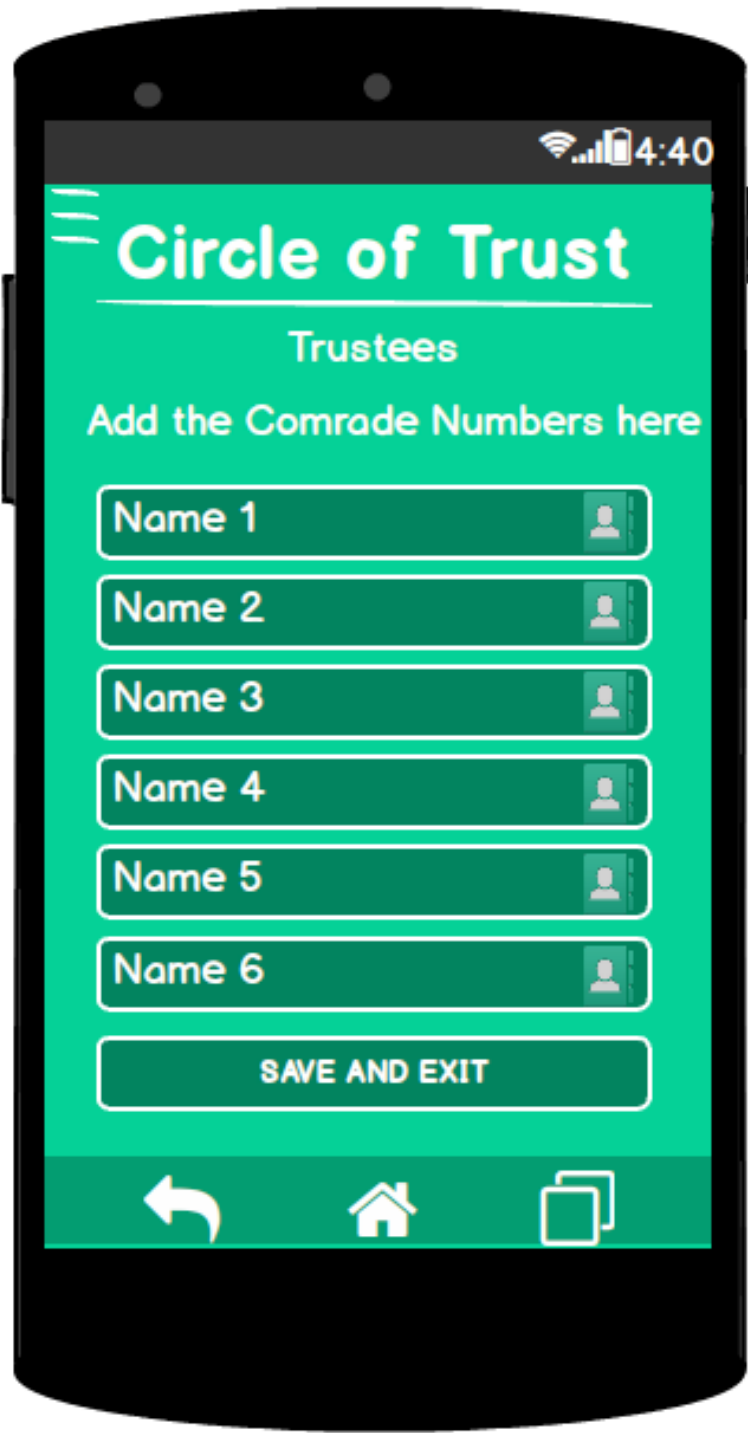 4:40
Circle of Trust
Trustees
Add the Comrade Numbers here
Name 1
Name 2
Name 3
Name 4
Name 5
Name 6
SAVE AND EXIT